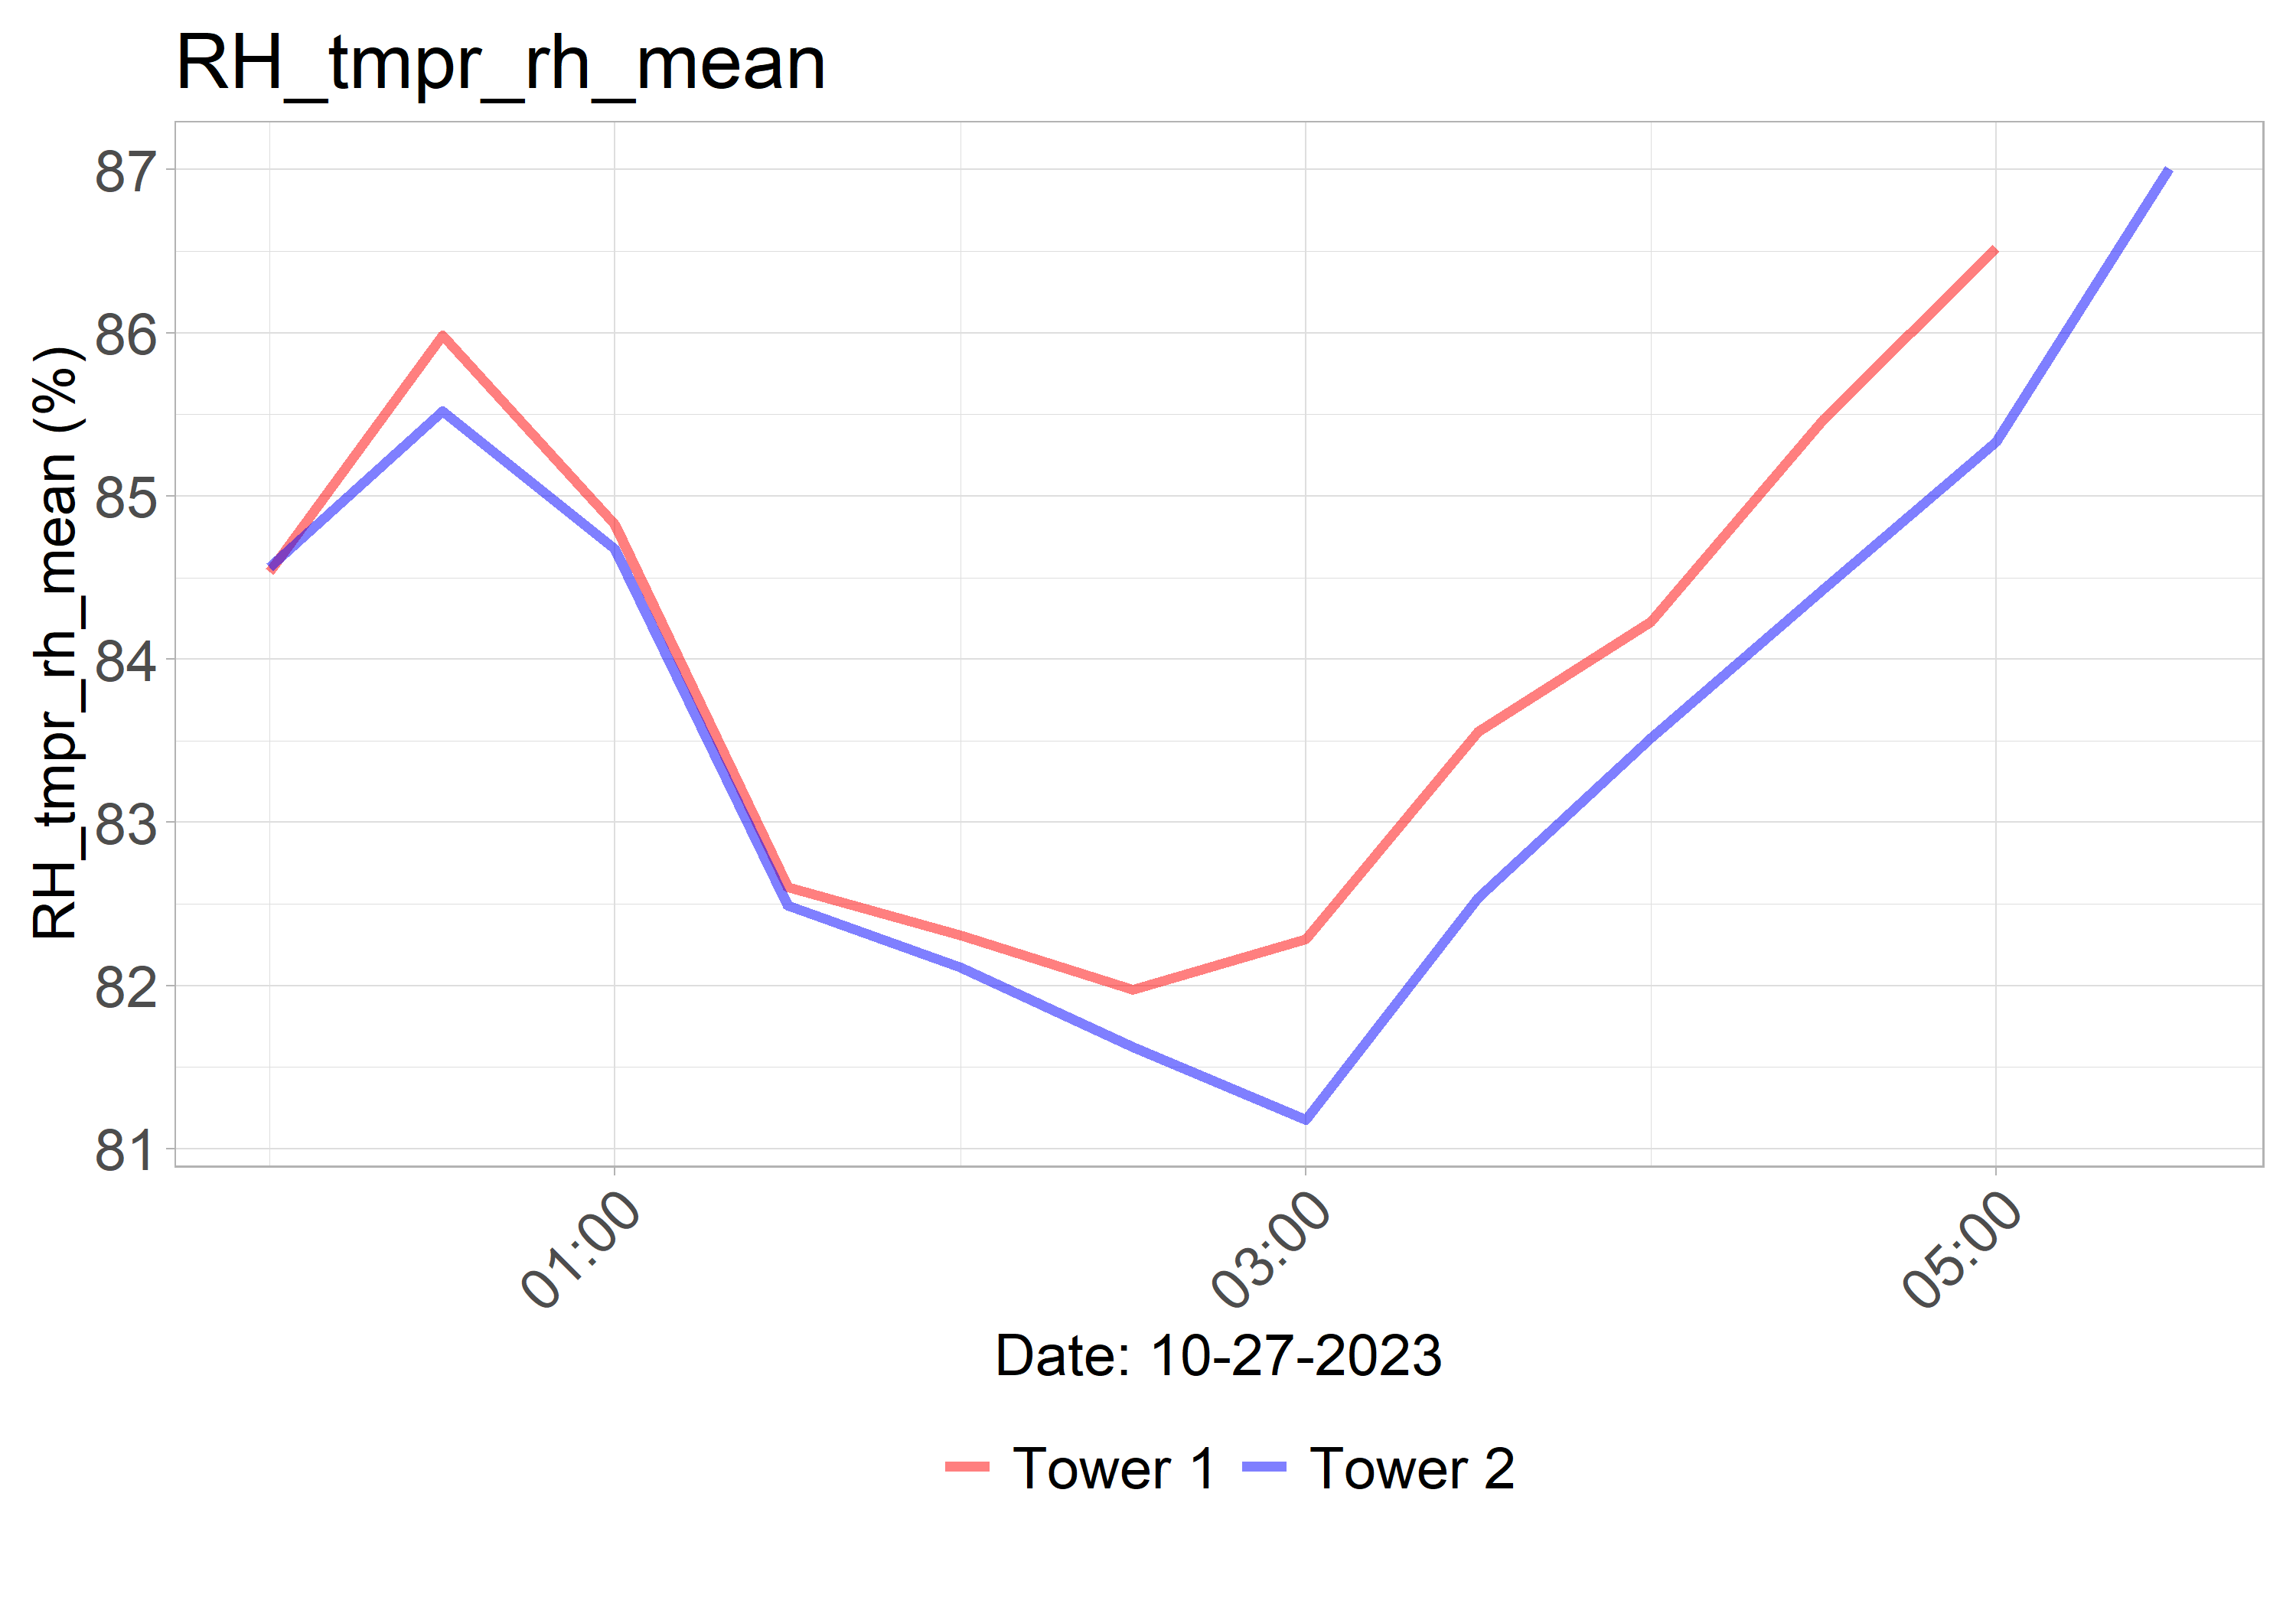 RH_tmpr_rh_mean
RH_tmpr_rh_mean (%)
87
86
85
84
83
82
81
01:00
03:00
05:00
Date: 10-27-2023
Tower 1
Tower 2